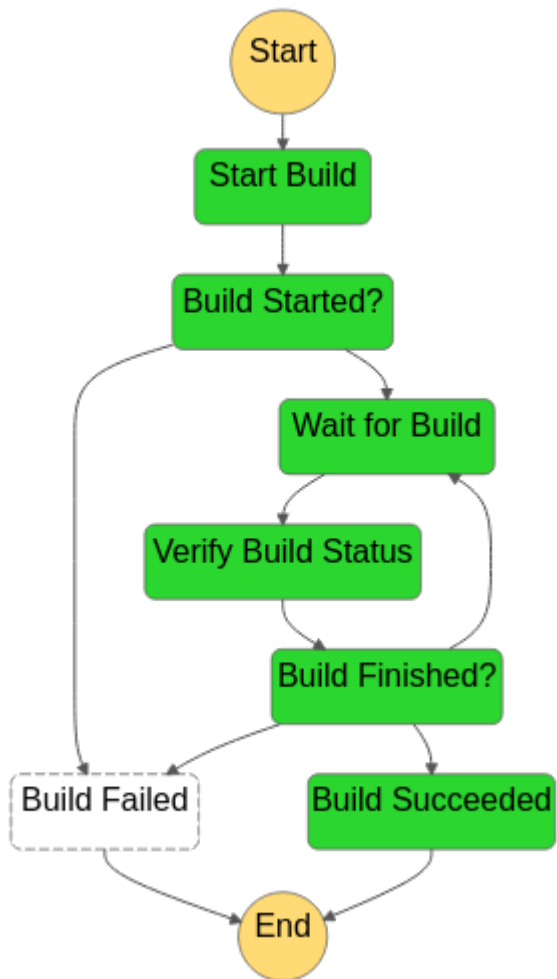 Start
Start Build
Build Started?
Wait for Build
Verify Build Status
Build Finished?
Build Failed
Build Succeeded
End